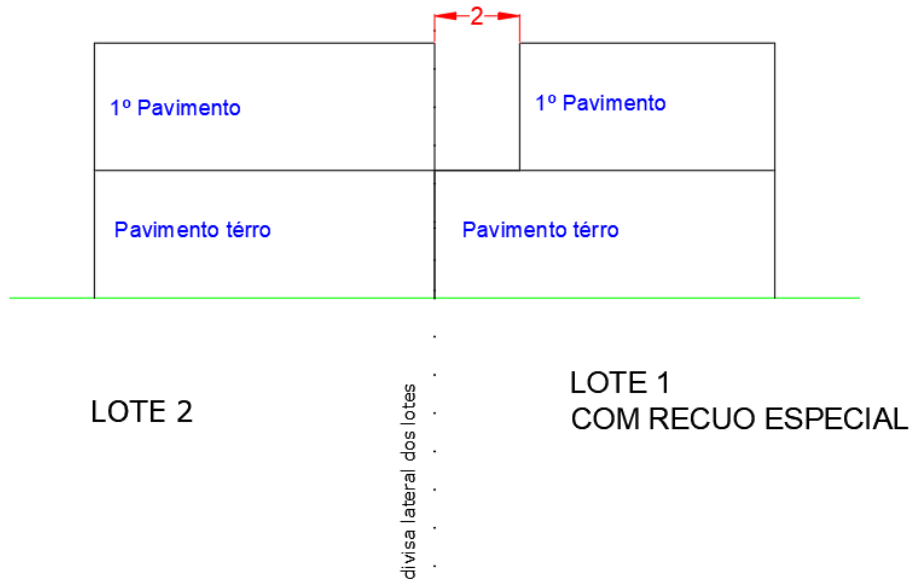 2
1º Pavimento
1º Pavimento
Pavimento térro
Pavimento térro
LOTE 2
divisa lateral dos lotes
LOTE 1
COM RECUO ESPECIAL